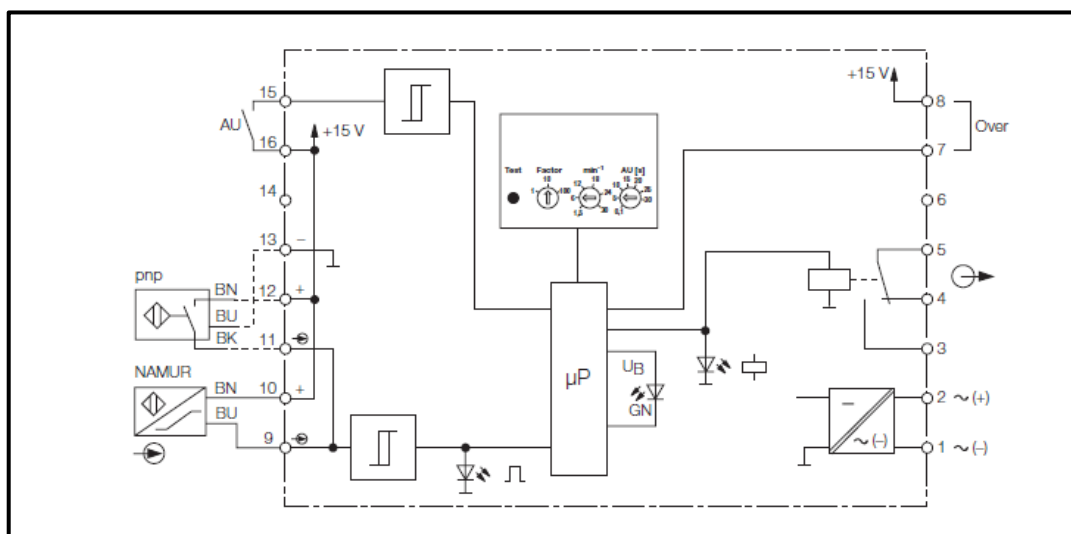 +15 V
15
8
AU
Over
16
+15 V
7
Test
Factor
min⁻¹
AU [s]
10
1
100
12
18
6
24
1,5
30
15
20
10
25
5
30
0,1
14
6
13
–
5
pnp
BN
12
+
BU
4
BK
11
3
NAMUR
µP
UB
BN
10
+
GN
–
2
~ (+)
BU
9
~ (–)
1
~ (–)